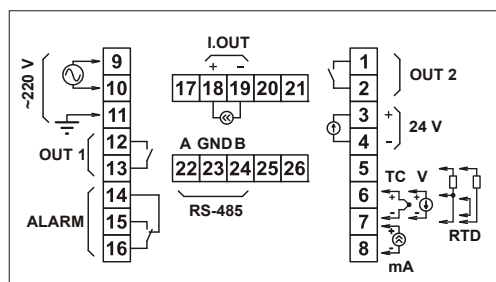 ~220 V
9
10
11
OUT 1
12
13
ALARM
14
15
16
I.OUT
+ −
17 18 19 20 21
A GND B
22 23 24 25 26
RS-485
1
2
OUT 2
3 +
24 V
4 -
5
TC V
6 + +
7 - -
RTD
+
8 -
mA